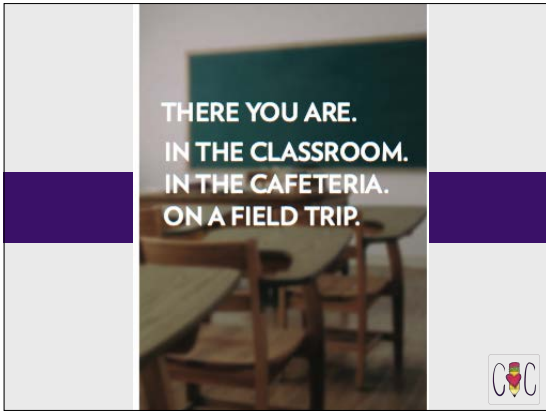 THERE YOU ARE.
IN THE CLASSROOM.
IN THE CAFETERIA.
ON A FIELD TRIP.
C C